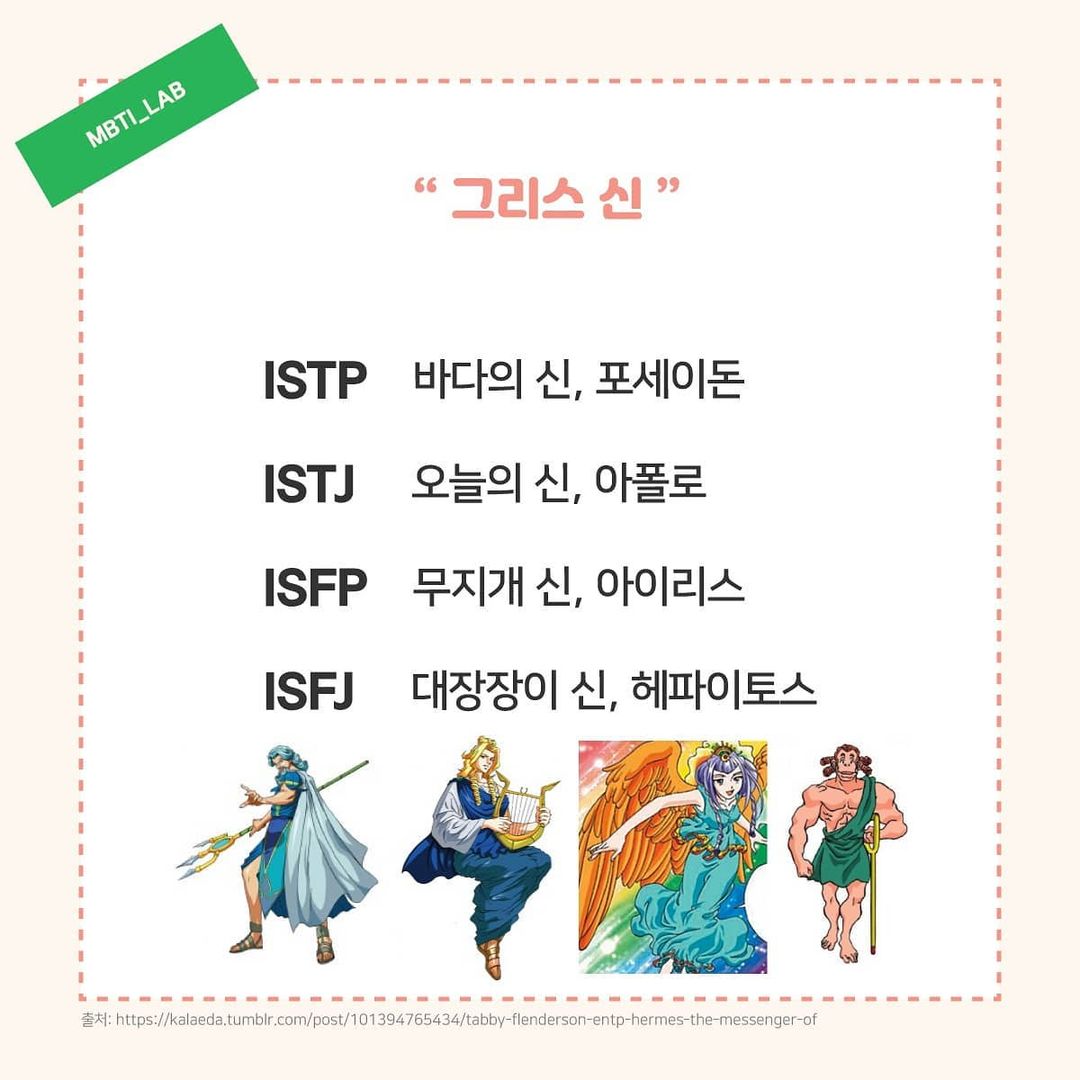 MBTI_LAB
“ 그리스 신 ”
ISTP 바다의 신, 포세이돈
ISTJ 오늘의 신, 아폴로
ISFP 무지개 신, 아이리스
ISFJ 대장장이 신, 헤파이토스
출처: https://kalaeda.tumblr.com/post/101394765434/tabby-flenderson-entp-hermes-the-messenger-of